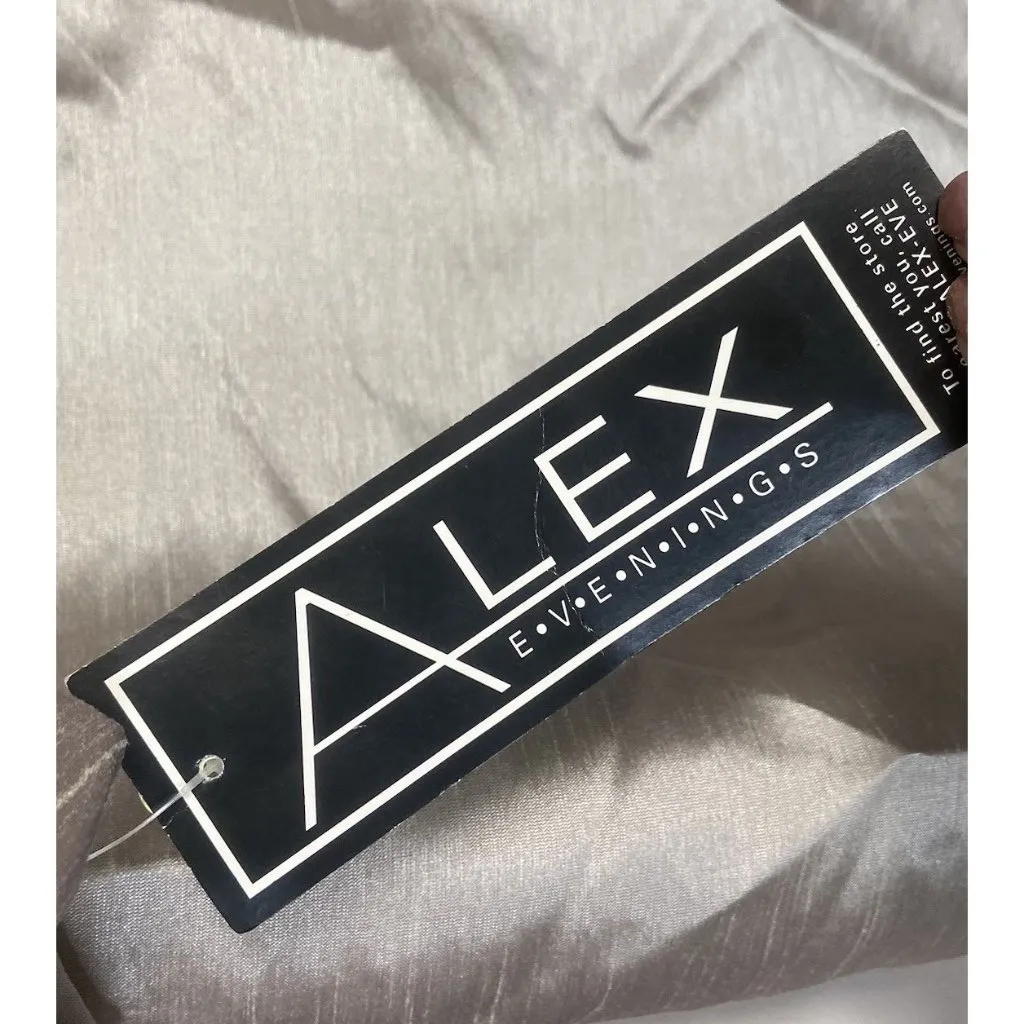 ALEX
E•V•E•N•I•N•G•S
To find the store
you, call
ALEX-EVE